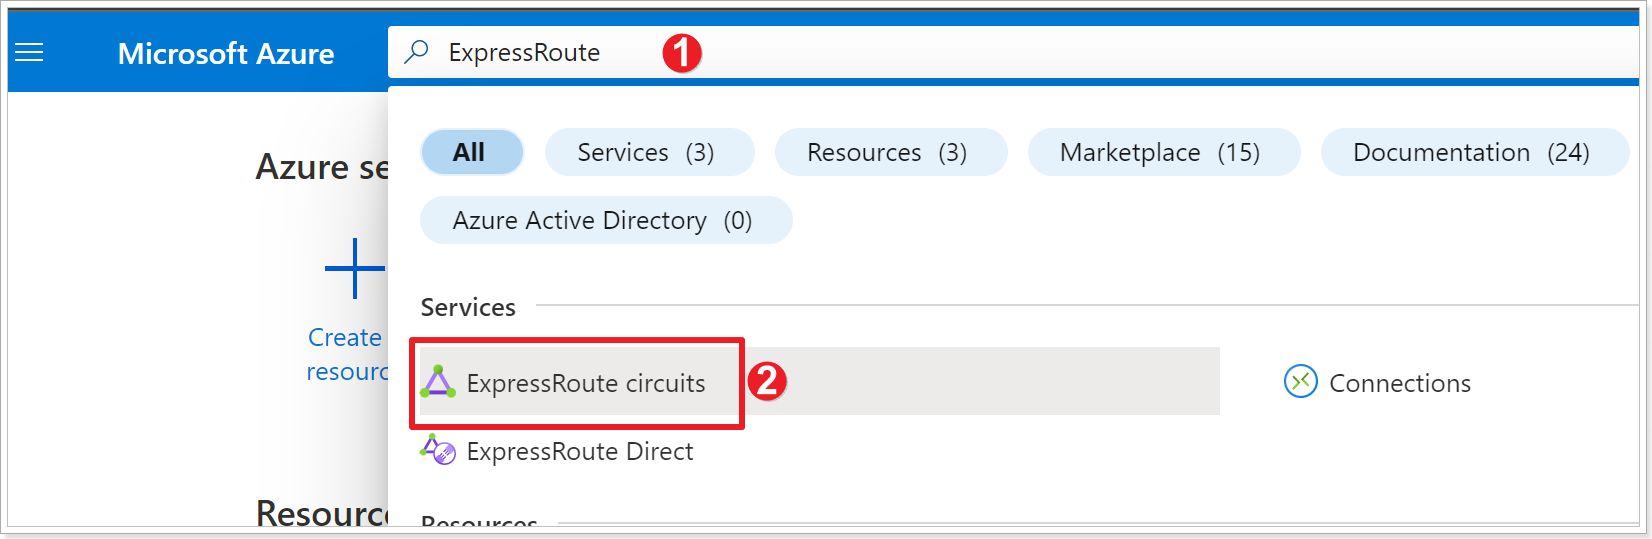 Microsoft Azure
ExpressRoute
1
All
Services (3)
Resources (3)
Marketplace (15)
Documentation (24)
Azure Active Directory (0)
Azure se
Create
resourc
Services
ExpressRoute circuits
2
Connections
ExpressRoute Direct
Resourc
Resources